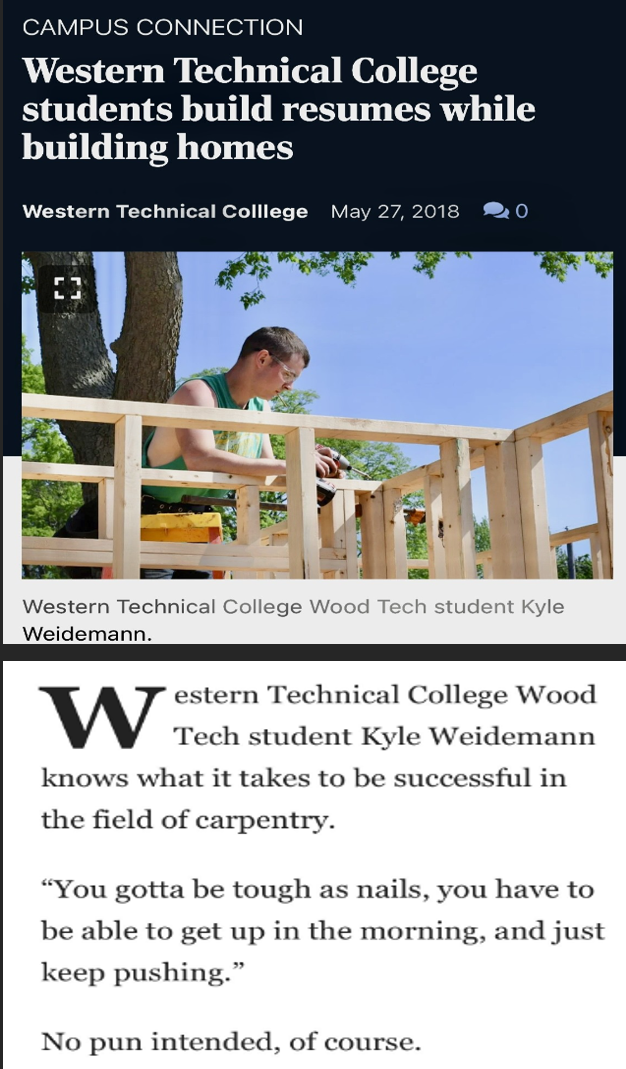 CAMPUS CONNECTION
Western Technical College
students build resumes while
building homes
Western Technical Colllege May 27, 2018 0
Western Technical College Wood Tech student Kyle
Weidemann.
Western Technical College Wood
Tech student Kyle Weidemann
knows what it takes to be successful in
the field of carpentry.
“You gotta be tough as nails, you have to
be able to get up in the morning, and just
keep pushing.”
No pun intended, of course.